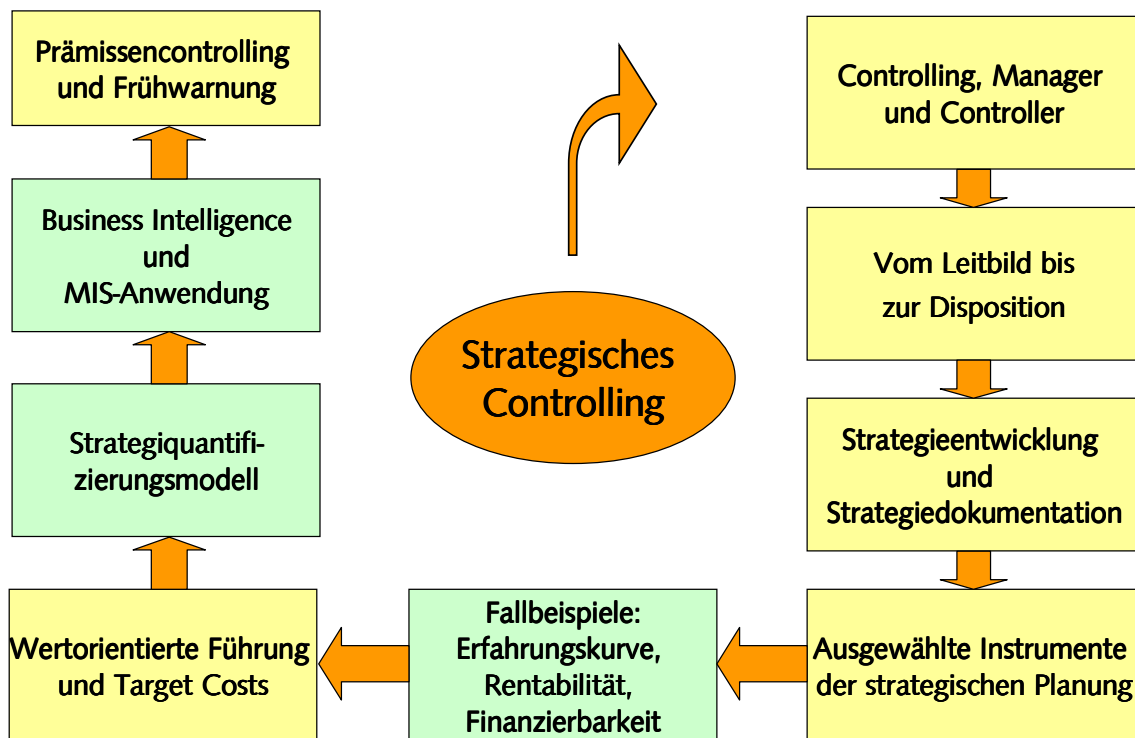 Prämissencontrolling
und Frühwarnung
Business Intelligence
und
MIS-Anwendung
Strategiquantifi-
zierungsmodell
Wertorientierte Führung
und Target Costs
Strategisches
Controlling
Fallbeispiele:
Erfahrungskurve,
Rentabilität,
Finanzierbarkeit
Controlling, Manager
und Controller
Vom Leitbild bis
zur Disposition
Strategieentwicklung
und
Strategiedokumentation
Ausgewählte Instrumente
der strategischen Planung